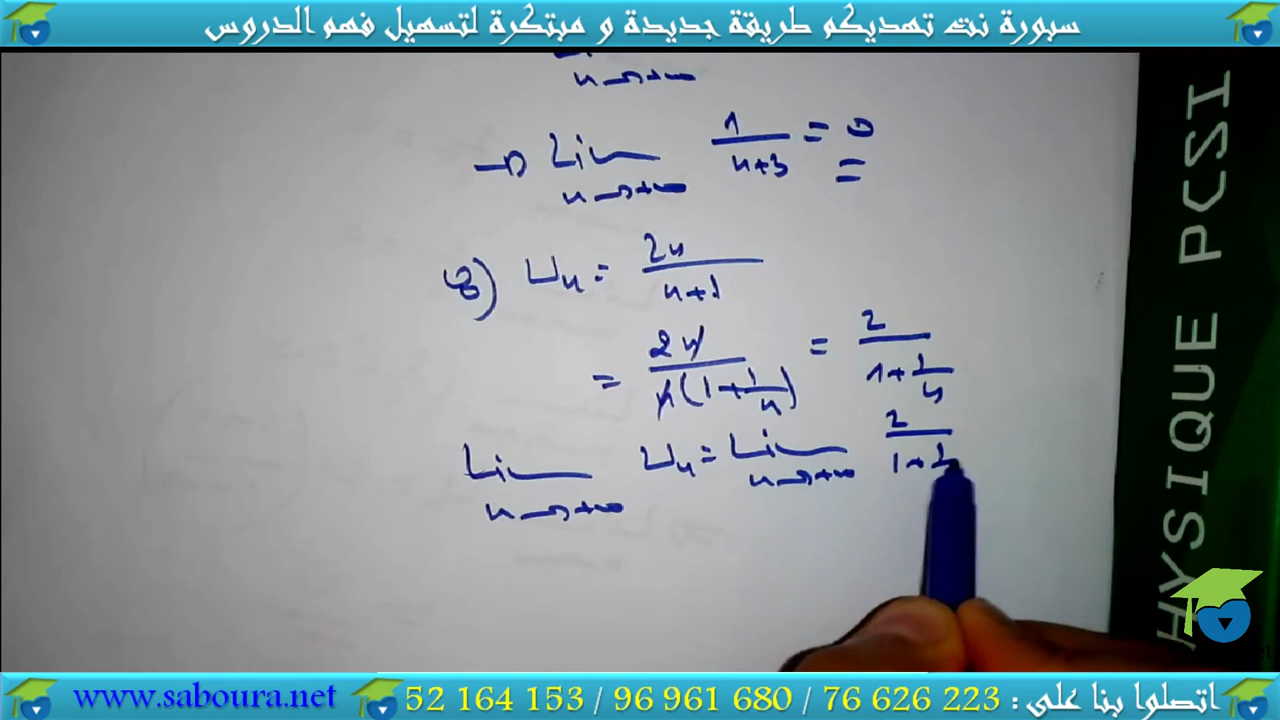 سبورة نت تهديكم طريقة جديدة و مبتكرة لتسهيل فهم الدروس
n→+∞
→ Lim 1/(n+3) = 0
n→+∞
8) Un = 2n/(n+1)
= 2n/(n(1+1/n)) = 2/(1+1/n)
Lim Un = Lim 2/(1+1
n→+∞ n→+∞
HYSIQUE PCSI
www.saboura.net
اتصلوا بنا على : 52 164 153 / 96 961 680 / 76 626 223